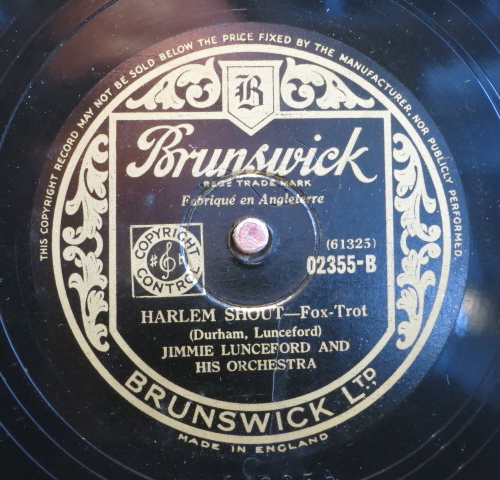 THIS COPYRIGHT RECORD MAY NOT BE SOLD BELOW THE PRICE FIXED BY THE MANUFACTURER, NOR PUBLICLY PERFORMED.
B
Brunswick
REGD TRADE MARK
Fabriqué en Angleterre
COPYRIGHT
CONTROL
(61325)
02355-B
HARLEM SHOUT—Fox-Trot
(Durham, Lunceford)
JIMMIE LUNCEFORD AND
HIS ORCHESTRA
BRUNSWICK LTD.
MADE IN ENGLAND